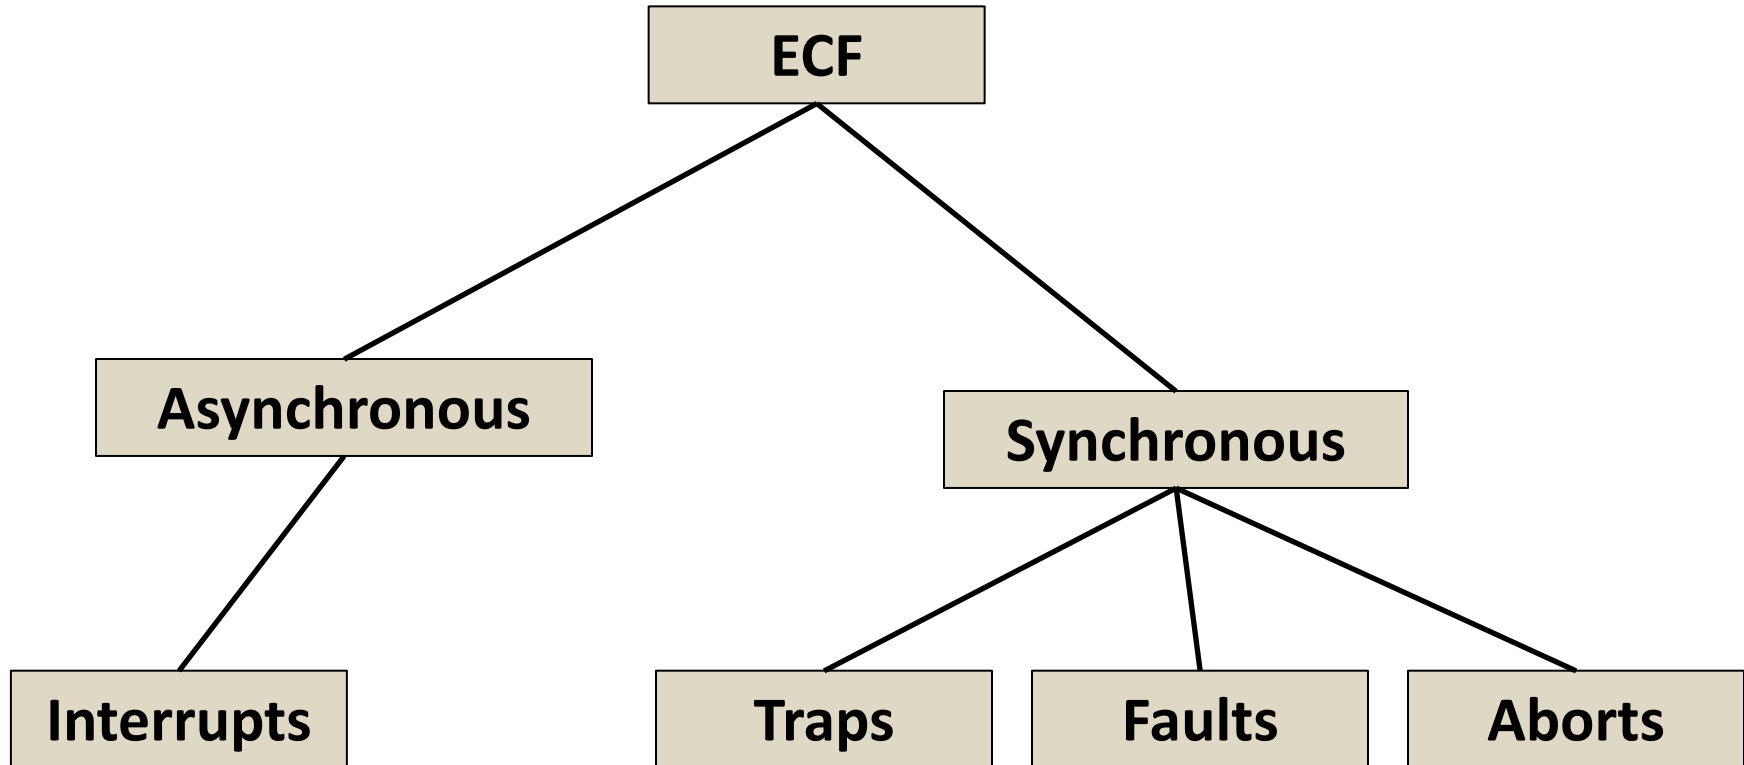 ECF
Asynchronous
Synchronous
Interrupts
Traps
Faults
Aborts